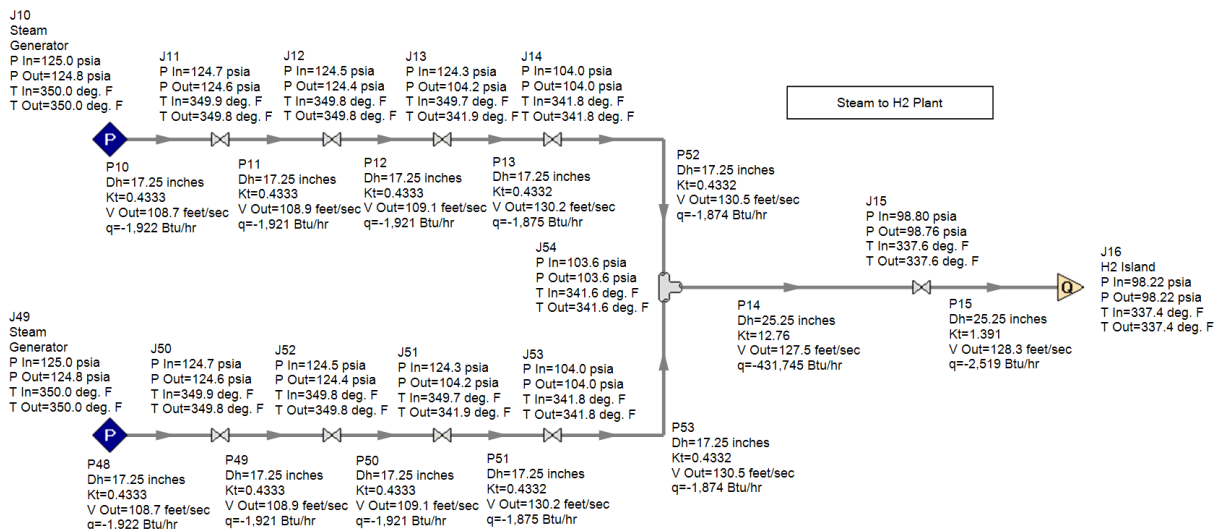 J10
Steam
Generator
P In=125.0 psia
P Out=124.8 psia
T In=350.0 deg. F
T Out=350.0 deg. F
J11
P In=124.7 psia
P Out=124.6 psia
T In=349.9 deg. F
T Out=349.8 deg. F
J12
P In=124.5 psia
P Out=124.4 psia
T In=349.8 deg. F
T Out=349.8 deg. F
J13
P In=124.3 psia
P Out=104.2 psia
T In=349.7 deg. F
T Out=341.9 deg. F
J14
P In=104.0 psia
P Out=104.0 psia
T In=341.8 deg. F
T Out=341.8 deg. F
Steam to H2 Plant
P
P10
Dh=17.25 inches
Kt=0.4333
V Out=108.7 feet/sec
q=-1,922 Btu/hr
P11
Dh=17.25 inches
Kt=0.4333
V Out=108.9 feet/sec
q=-1,921 Btu/hr
P12
Dh=17.25 inches
Kt=0.4333
V Out=109.1 feet/sec
q=-1,921 Btu/hr
P13
Dh=17.25 inches
Kt=0.4332
V Out=130.2 feet/sec
q=-1,875 Btu/hr
P52
Dh=17.25 inches
Kt=0.4332
V Out=130.5 feet/sec
q=-1,874 Btu/hr
J15
P In=98.80 psia
P Out=98.76 psia
T In=337.6 deg. F
T Out=337.6 deg. F
J54
P In=103.6 psia
P Out=103.6 psia
T In=341.6 deg. F
T Out=341.6 deg. F
J16
H2 Island
P In=98.22 psia
P Out=98.22 psia
T In=337.4 deg. F
T Out=337.4 deg. F
Q
P14
Dh=25.25 inches
Kt=12.76
V Out=127.5 feet/sec
q=-431,745 Btu/hr
P15
Dh=25.25 inches
Kt=1.391
V Out=128.3 feet/sec
q=-2,519 Btu/hr
J49
Steam
Generator
P In=125.0 psia
P Out=124.8 psia
T In=350.0 deg. F
T Out=350.0 deg. F
J50
P In=124.7 psia
P Out=124.6 psia
T In=349.9 deg. F
T Out=349.8 deg. F
J52
P In=124.5 psia
P Out=124.4 psia
T In=349.8 deg. F
T Out=349.8 deg. F
J51
P In=124.3 psia
P Out=104.2 psia
T In=349.7 deg. F
T Out=341.9 deg. F
J53
P In=104.0 psia
P Out=104.0 psia
T In=341.8 deg. F
T Out=341.8 deg. F
P
P48
Dh=17.25 inches
Kt=0.4333
V Out=108.7 feet/sec
q=-1,922 Btu/hr
P49
Dh=17.25 inches
Kt=0.4333
V Out=108.9 feet/sec
q=-1,921 Btu/hr
P50
Dh=17.25 inches
Kt=0.4333
V Out=109.1 feet/sec
q=-1,921 Btu/hr
P51
Dh=17.25 inches
Kt=0.4332
V Out=130.2 feet/sec
q=-1,875 Btu/hr
P53
Dh=17.25 inches
Kt=0.4332
V Out=130.5 feet/sec
q=-1,874 Btu/hr